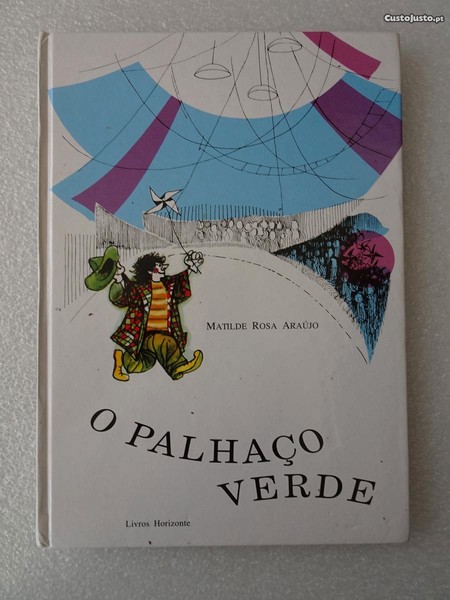 CustoJusto.pt
MATILDE ROSA ARAÚJO
O PALHAÇO
VERDE
Livros Horizonte